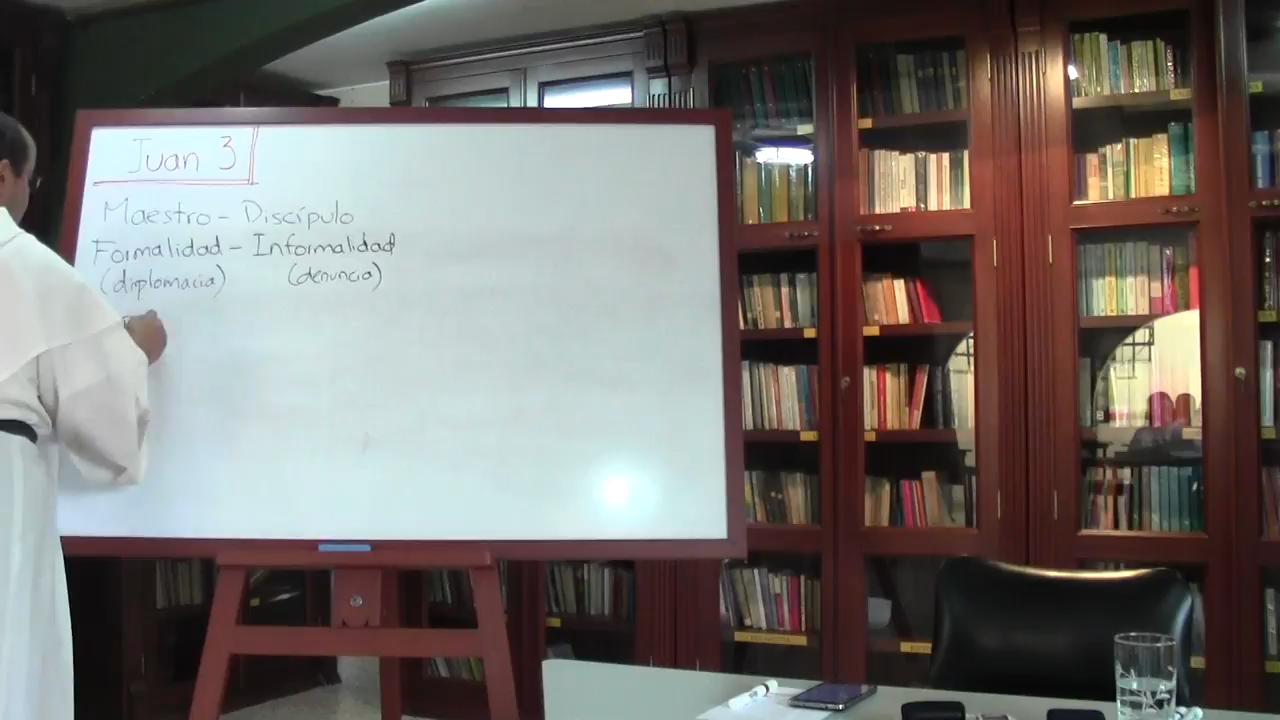 Juan 3
Maestro - Discípulo
Formalidad - Informalidad
(diplomacia) (denuncia)